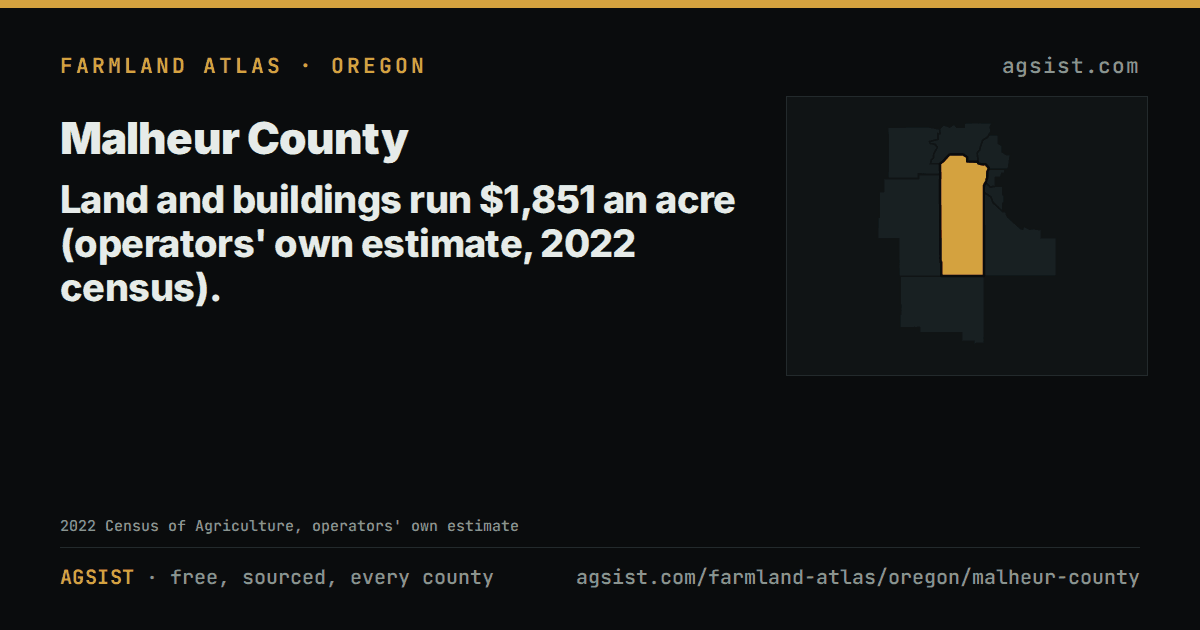 FARMLAND ATLAS · OREGON
agsist.com
Malheur County
Land and buildings run $1,851 an acre
(operators' own estimate, 2022
census).
2022 Census of Agriculture, operators' own estimate
AGSIST · free, sourced, every county
agsist.com/farmland-atlas/oregon/malheur-county